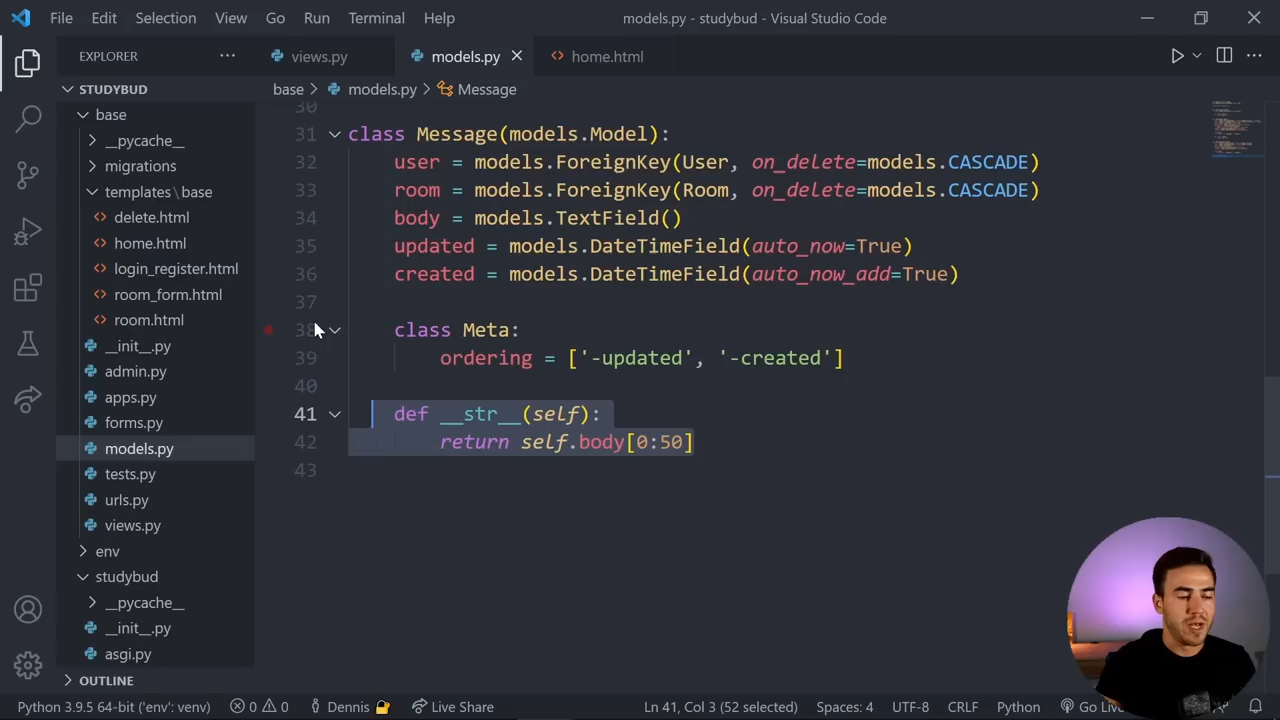 File Edit Selection View Go Run Terminal Help
models.py - studybud - Visual Studio Code
EXPLORER
views.py
models.py
home.html
STUDYBUD
base > models.py > Message
base
__pycache__
migrations
templates\base
delete.html
home.html
login_register.html
room_form.html
room.html
__init__.py
admin.py
apps.py
forms.py
models.py
tests.py
urls.py
views.py
env
studybud
__pycache__
__init__.py
asgi.py
OUTLINE
30
31 class Message(models.Model):
32 user = models.ForeignKey(User, on_delete=models.CASCADE)
33 room = models.ForeignKey(Room, on_delete=models.CASCADE)
34 body = models.TextField()
35 updated = models.DateTimeField(auto_now=True)
36 created = models.DateTimeField(auto_now_add=True)
37
38 class Meta:
39 ordering = ['-updated', '-created']
40
41 def __str__(self):
42 return self.body[0:50]
43
Python 3.9.5 64-bit ('env': venv) 0 0 Dennis Live Share Ln 41, Col 3 (52 selected) Spaces: 4 UTF-8 CRLF Python Go Live